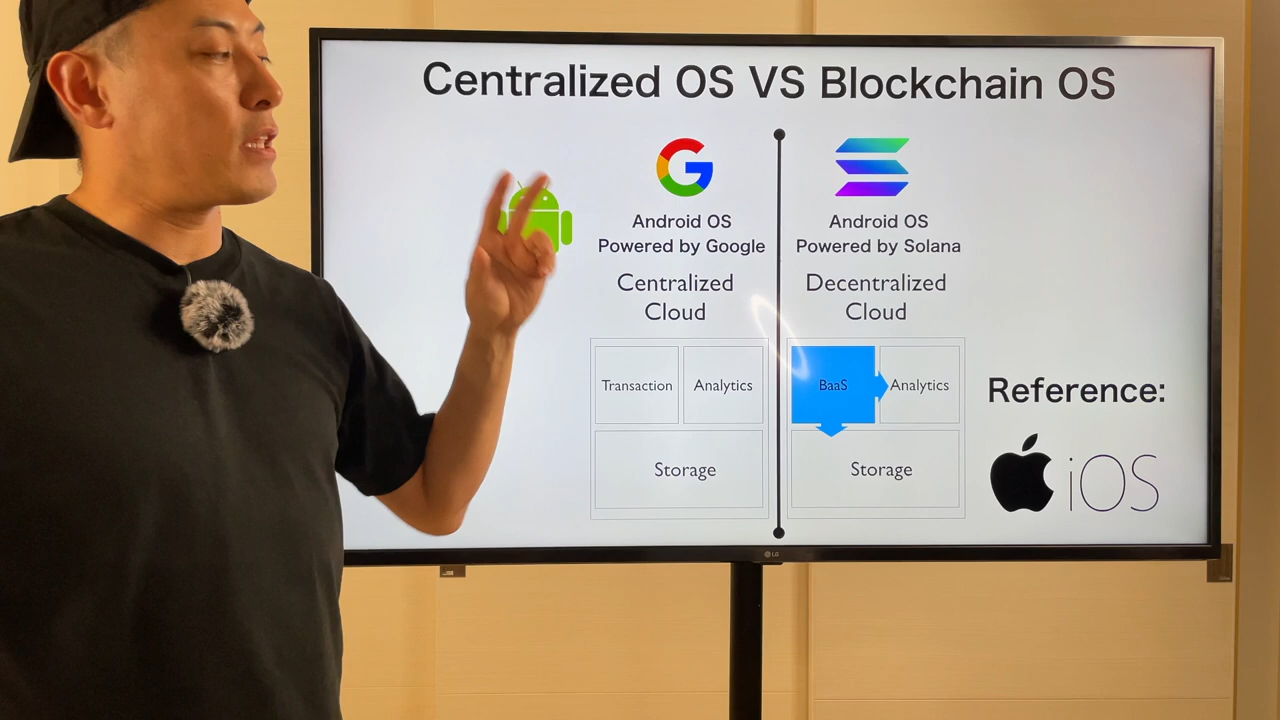 Centralized OS VS Blockchain OS
Android OS
Powered by Google
Centralized
Cloud
Transaction
Analytics
Storage
Android OS
Powered by Solana
Decentralized
Cloud
BaaS
Analytics
Storage
Reference:
iOS
LG